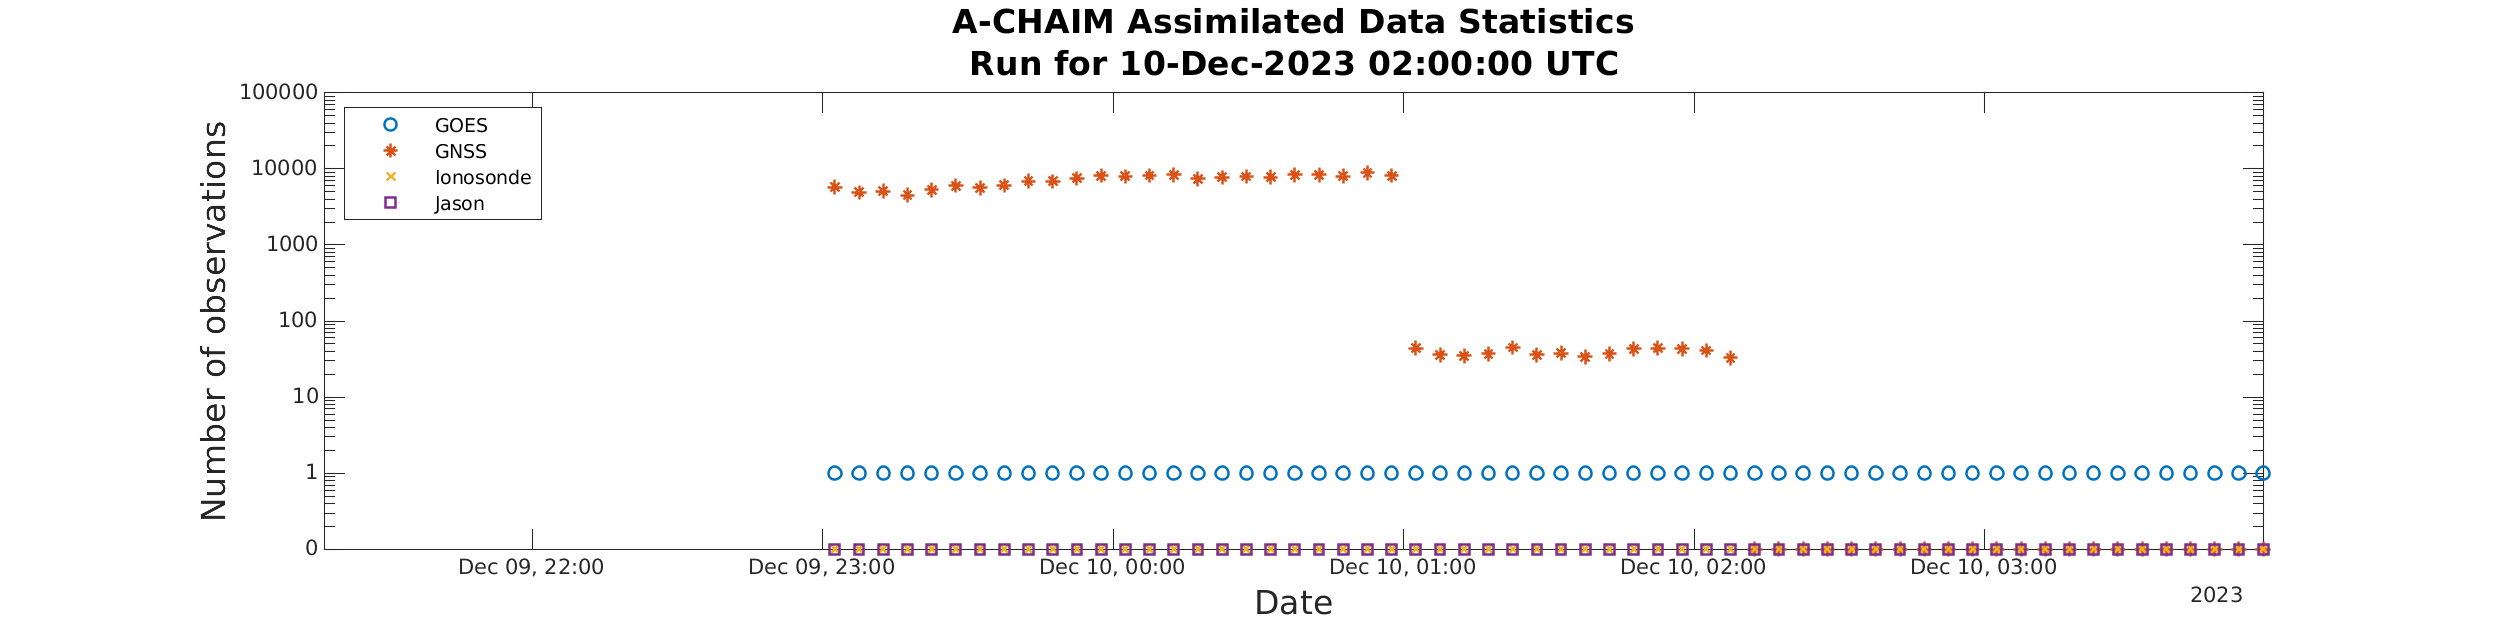 A-CHAIM Assimilated Data Statistics
Run for 10-Dec-2023 02:00:00 UTC
100000
10000
1000
100
10
1
0
Number of observations
GOES
GNSS
Ionosonde
Jason
Dec 09, 22:00
Dec 09, 23:00
Dec 10, 00:00
Dec 10, 01:00
Dec 10, 02:00
Dec 10, 03:00
2023
Date